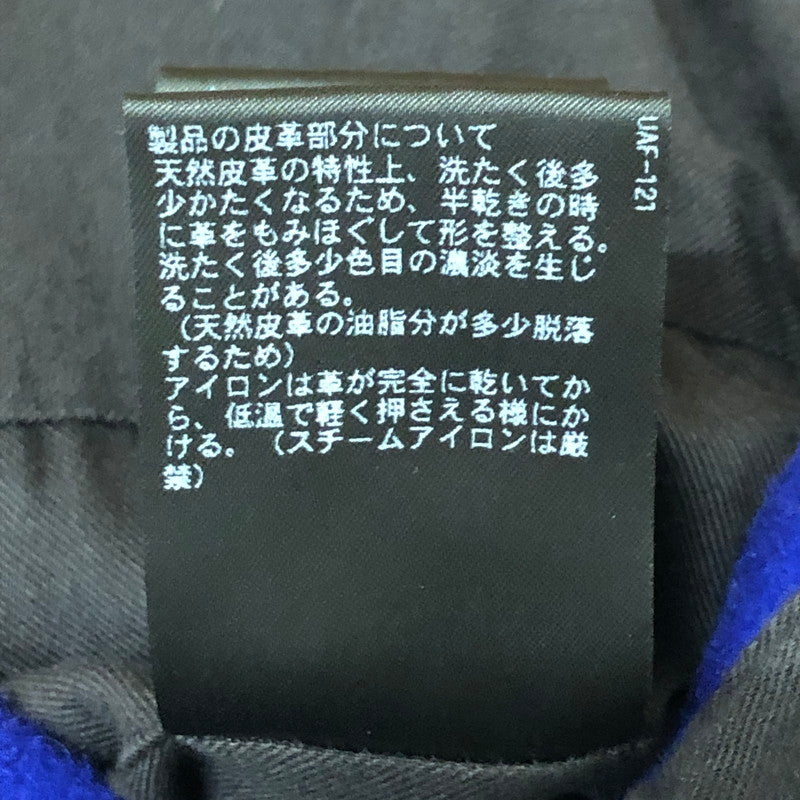 製品の皮革部分について
天然皮革の特性上、洗たく後多
少かたくなるため、半乾きの時
に革をもみほぐして形を整える。
洗たく後多少色目の濃淡を生じ
ることがある。
(天然皮革の油脂分が多少脱落
するため)
アイロンは革が完全に乾いてか
ら、低温で軽く押さえる様にか
ける。(スチームアイロンは厳
禁)
UAF-121